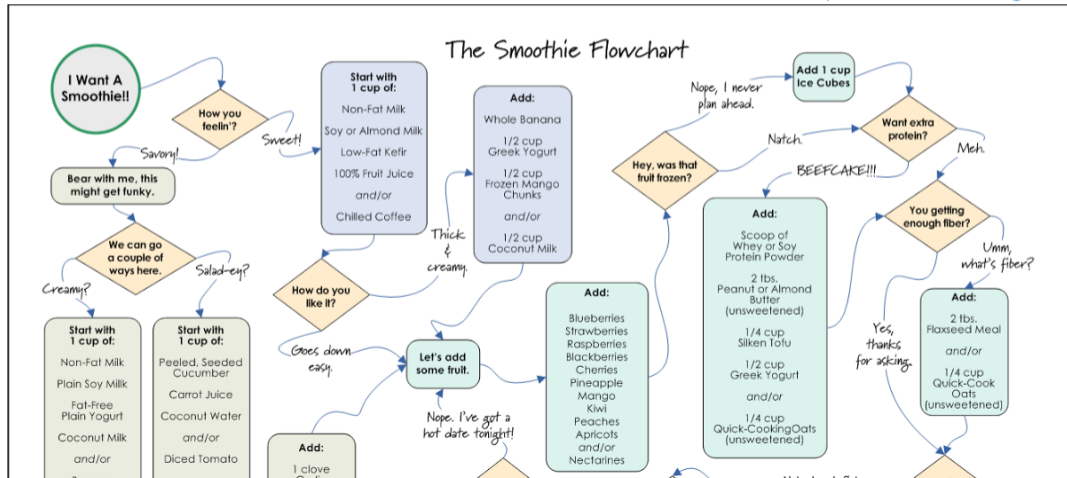 The Smoothie Flowchart
I Want A
Smoothie!!
How you
feelin'?
Sweet!
Savory!
Bear with me, this
might get funky.
We can go
a couple of
ways here.
Creamy?
Salad-ey?
Start with
1 cup of:
Non-Fat Milk
Plain Soy Milk
Fat-Free
Plain Yogurt
Coconut Milk
and/or
Start with
1 cup of:
Peeled, Seeded
Cucumber
Carrot Juice
Coconut Water
and/or
Diced Tomato
Start with
1 cup of:
Non-Fat Milk
Soy or Almond Milk
Low-Fat Kefir
100% Fruit Juice
and/or
Chilled Coffee
How do you
like it?
Thick
&
creamy.
Goes down
easy.
Add:
Whole Banana
1/2 cup
Greek Yogurt
1/2 cup
Frozen Mango
Chunks
and/or
1/2 cup
Coconut Milk
Let's add
some fruit.
Nope. I've got a
hot date tonight!
Add:
1 clove
Add:
Blueberries
Strawberries
Raspberries
Blackberries
Cherries
Pineapple
Mango
Kiwi
Peaches
Apricots
and/or
Nectarines
Hey, was that
fruit frozen?
Nope, I never
plan ahead.
Natch.
Add 1 cup
Ice Cubes
Want extra
protein?
BEEFCAKE!!!
Meh.
Add:
Scoop of
Whey or Soy
Protein Powder
2 tbs.
Peanut or Almond
Butter
(unsweetened)
1/4 cup
Silken Tofu
1/2 cup
Greek Yogurt
and/or
1/4 cup
Quick-CookingOats
(unsweetened)
You getting
enough fiber?
Umm,
what's fiber?
Yes,
thanks
for asking.
Add:
2 tbs.
Flaxseed Meal
and/or
1/4 cup
Quick-Cook
Oats
(unsweetened)